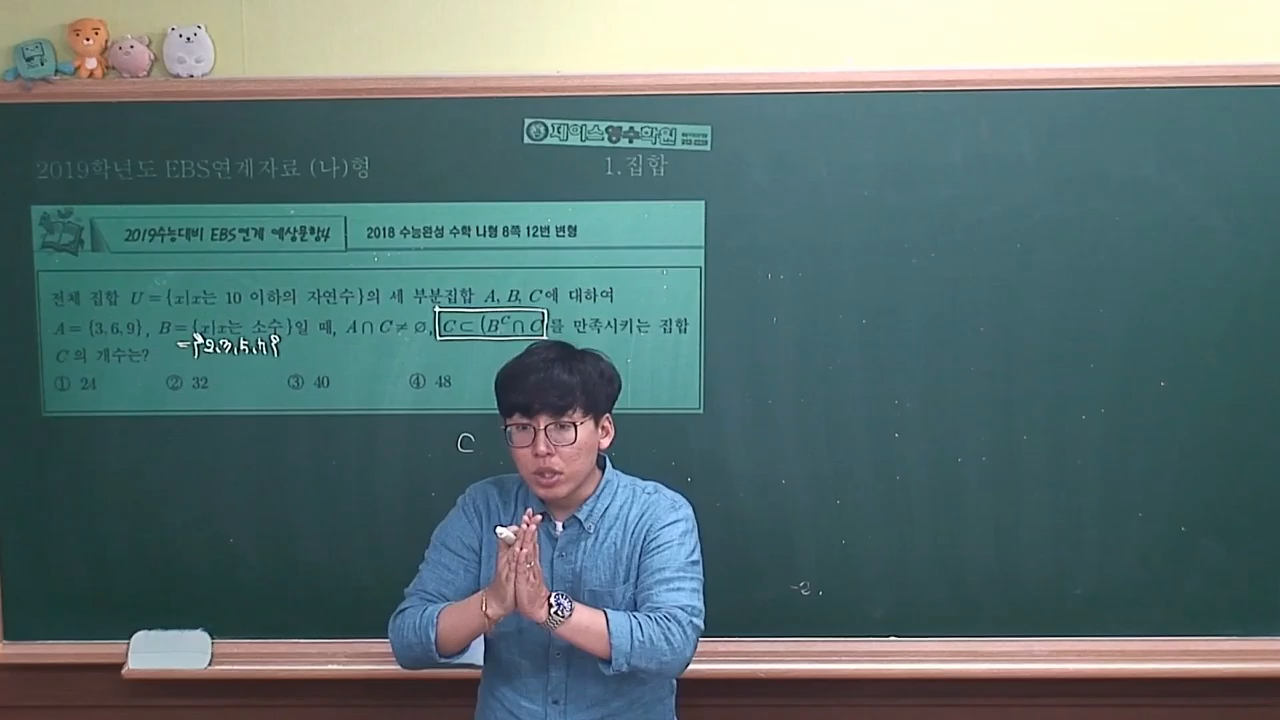 제이스영수학원
2019학년도 EBS연계자료 (나)형
1.집합
2019수능대비 EBS연계 예상문항4
2018 수능완성 수학 나형 8쪽 12번 변형
전체 집합 U={x|x는 10 이하의 자연수}의 세 부분집합 A, B, C에 대하여
A={3,6,9}, B={x|x는 소수}일 때, A∩C≠∅, C⊂(B^C∩C 를 만족시키는 집합
={2,3,5,7}
C의 개수는?
① 24 ② 32 ③ 40 ④ 48
C
-2.